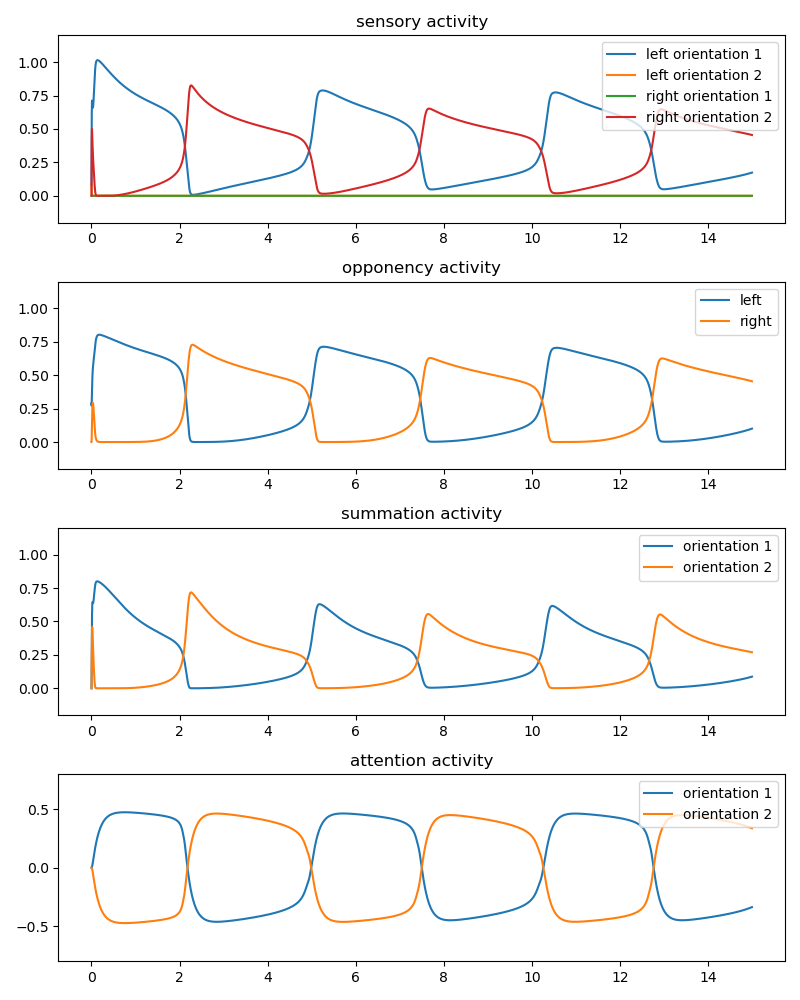 sensory activity
1.00
0.75
0.50
0.25
0.00
left orientation 1
left orientation 2
right orientation 1
right orientation 2
0 2 4 6 8 10 12 14
opponency activity
1.00
0.75
0.50
0.25
0.00
left
right
0 2 4 6 8 10 12 14
summation activity
1.00
0.75
0.50
0.25
0.00
orientation 1
orientation 2
0 2 4 6 8 10 12 14
attention activity
0.5
0.0
−0.5
orientation 1
orientation 2
0 2 4 6 8 10 12 14